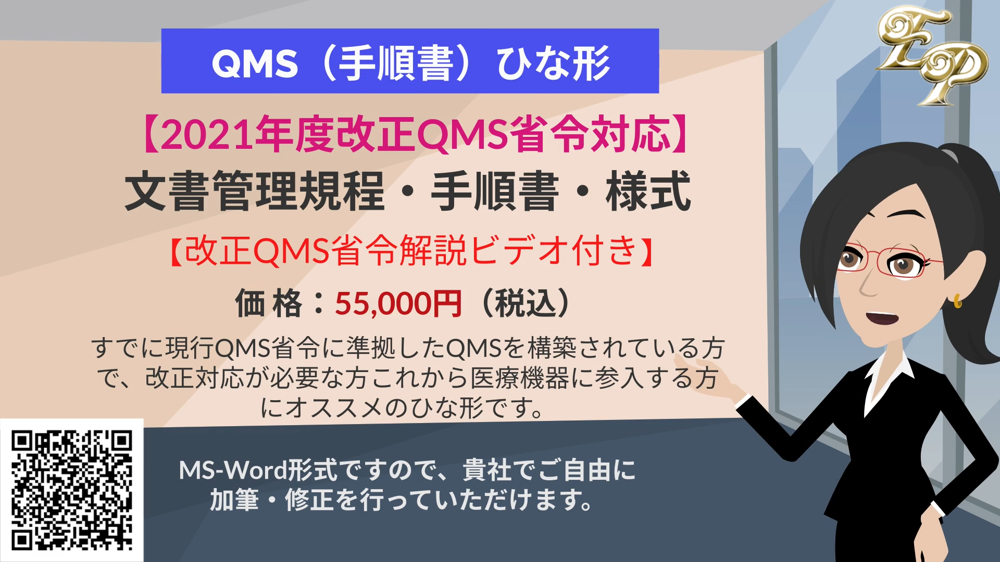 QMS（手順書）ひな形
【2021年度改正QMS省令対応】
文書管理規程・手順書・様式
【改正QMS省令解説ビデオ付き】
価 格：55,000円（税込）
すでに現行QMS省令に準拠したQMSを構築されている方
で、改正対応が必要な方これから医療機器に参入する方
にオススメのひな形です。
MS-Word形式ですので、貴社でご自由に
加筆・修正を行っていただけます。
EP